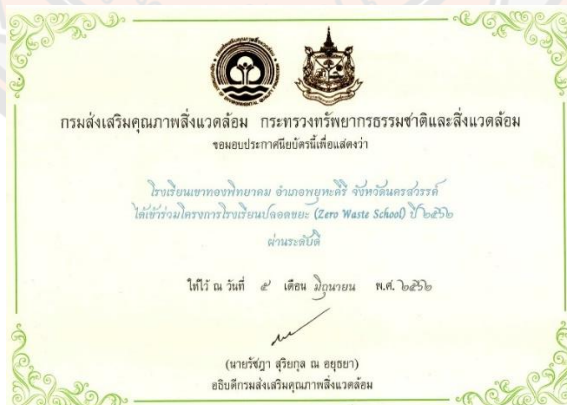 กรมส่งเสริมคุณภาพสิ่งแวดล้อม กระทรวงทรัพยากรธรรมชาติและสิ่งแวดล้อม
ขอมอบประกาศนียบัตรนี้เพื่อแสดงว่า
โรงเรียนเขาทองพิทยาคม อำเภอพยุหะคีรี จังหวัดนครสวรรค์
ได้เข้าร่วมโครงการโรงเรียนปลอดขยะ (Zero Waste School) ปี ๒๕๖๒
ผ่านระดับดี
ให้ไว้ ณ วันที่ ๕ เดือน มิถุนายน พ.ศ. ๒๕๖๒
(นายรัชฎา สุริยกุล ณ อยุธยา)
อธิบดีกรมส่งเสริมคุณภาพสิ่งแวดล้อม